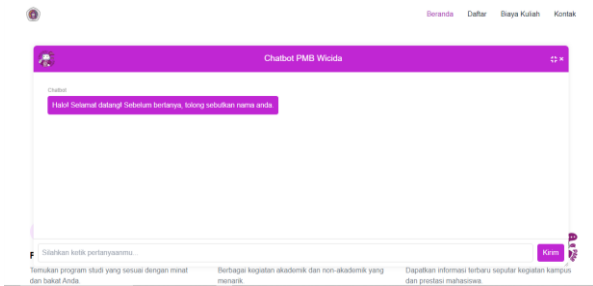 Beranda Daftar Biaya Kuliah Kontak
Chatbot PMB Wicida
Chatbot
Halo! Selamat datang! Sebelum bertanya, tolong sebutkan nama anda.
Silahkan ketik pertanyaanmu...
Kirim
Temukan program studi yang sesuai dengan minat
dan bakat Anda.
Berbagai kegiatan akademik dan non-akademik yang
menarik.
Dapatkan informasi terbaru seputar kegiatan kampus
dan prestasi mahasiswa.